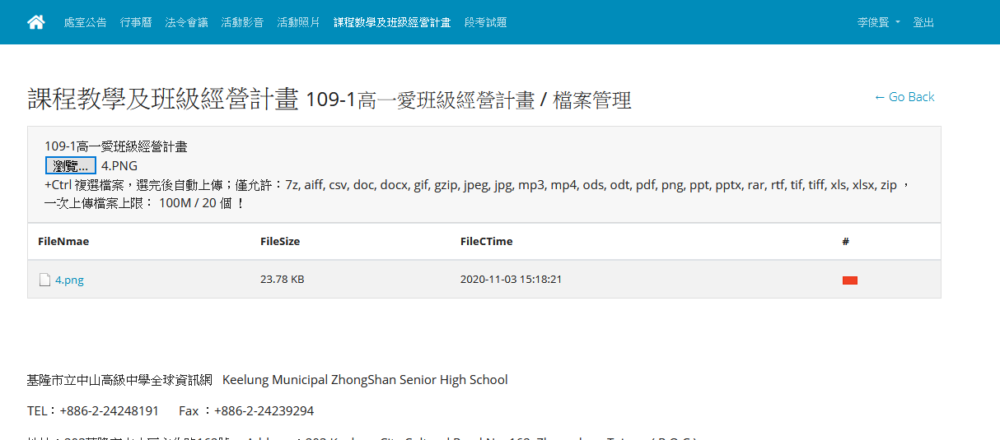 處室公告 行事曆 法令會議 活動影音 活動照片 課程教學及班級經營計畫 段考試題 李俊賢 登出
課程教學及班級經營計畫 109-1高一愛班級經營計畫 / 檔案管理 ← Go Back
109-1高一愛班級經營計畫
瀏覽... 4.PNG
+Ctrl 複選檔案，選完後自動上傳；僅允許：7z, aiff, csv, doc, docx, gif, gzip, jpeg, jpg, mp3, mp4, ods, odt, pdf, png, ppt, pptx, rar, rtf, tif, tiff, xls, xlsx, zip ，
一次上傳檔案上限： 100M / 20 個 ！
FileNmae FileSize FileCTime #
4.png 23.78 KB 2020-11-03 15:18:21
基隆市立中山高級中學全球資訊網 Keelung Municipal ZhongShan Senior High School
TEL：+886-2-24248191 Fax ：+886-2-24239294